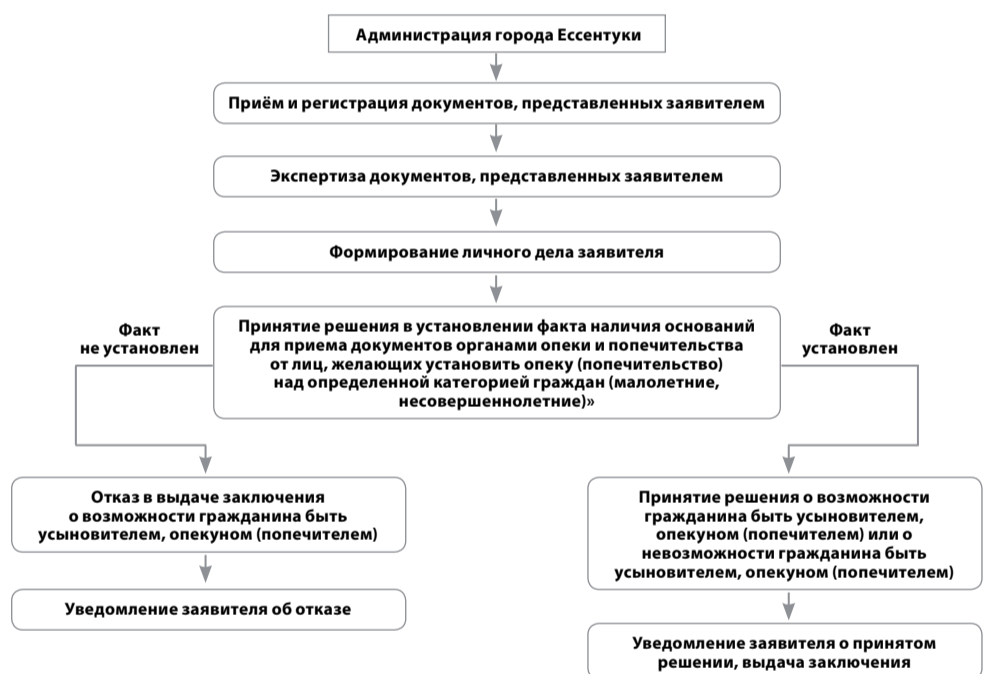 Администрация города Ессентуки
Приём и регистрация документов, представленных заявителем
Экспертиза документов, представленных заявителем
Формирование личного дела заявителя
Факт
не установлен
Принятие решения в установлении факта наличия оснований
для приема документов органами опеки и попечительства
от лиц, желающих установить опеку (попечительство)
над определенной категорией граждан (малолетние,
несовершеннолетние)»
Факт
установлен
Отказ в выдаче заключения
о возможности гражданина быть
усыновителем, опекуном (попечителем)
Уведомление заявителя об отказе
Принятие решения о возможности
гражданина быть усыновителем,
опекуном (попечителем) или о
невозможности гражданина быть
усыновителем, опекуном (попечителем)
Уведомление заявителя о принятом
решении, выдача заключения